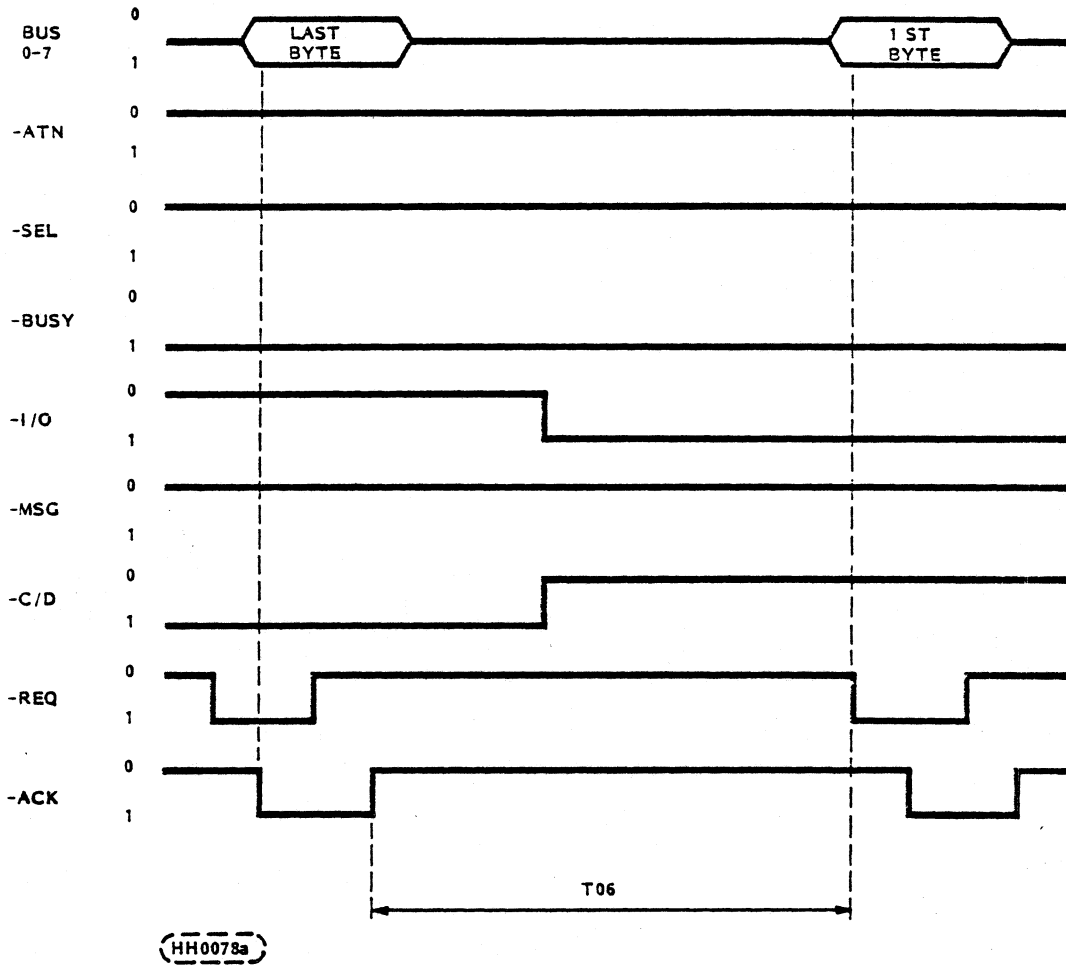 BUS
0-7
0
1
LAST
BYTE
1 ST
BYTE
-ATN
0
1
-SEL
0
1
-BUSY
0
1
-I/O
0
1
-MSG
0
1
-C/D
0
1
-REQ
0
1
-ACK
0
1
T06
HH0078a